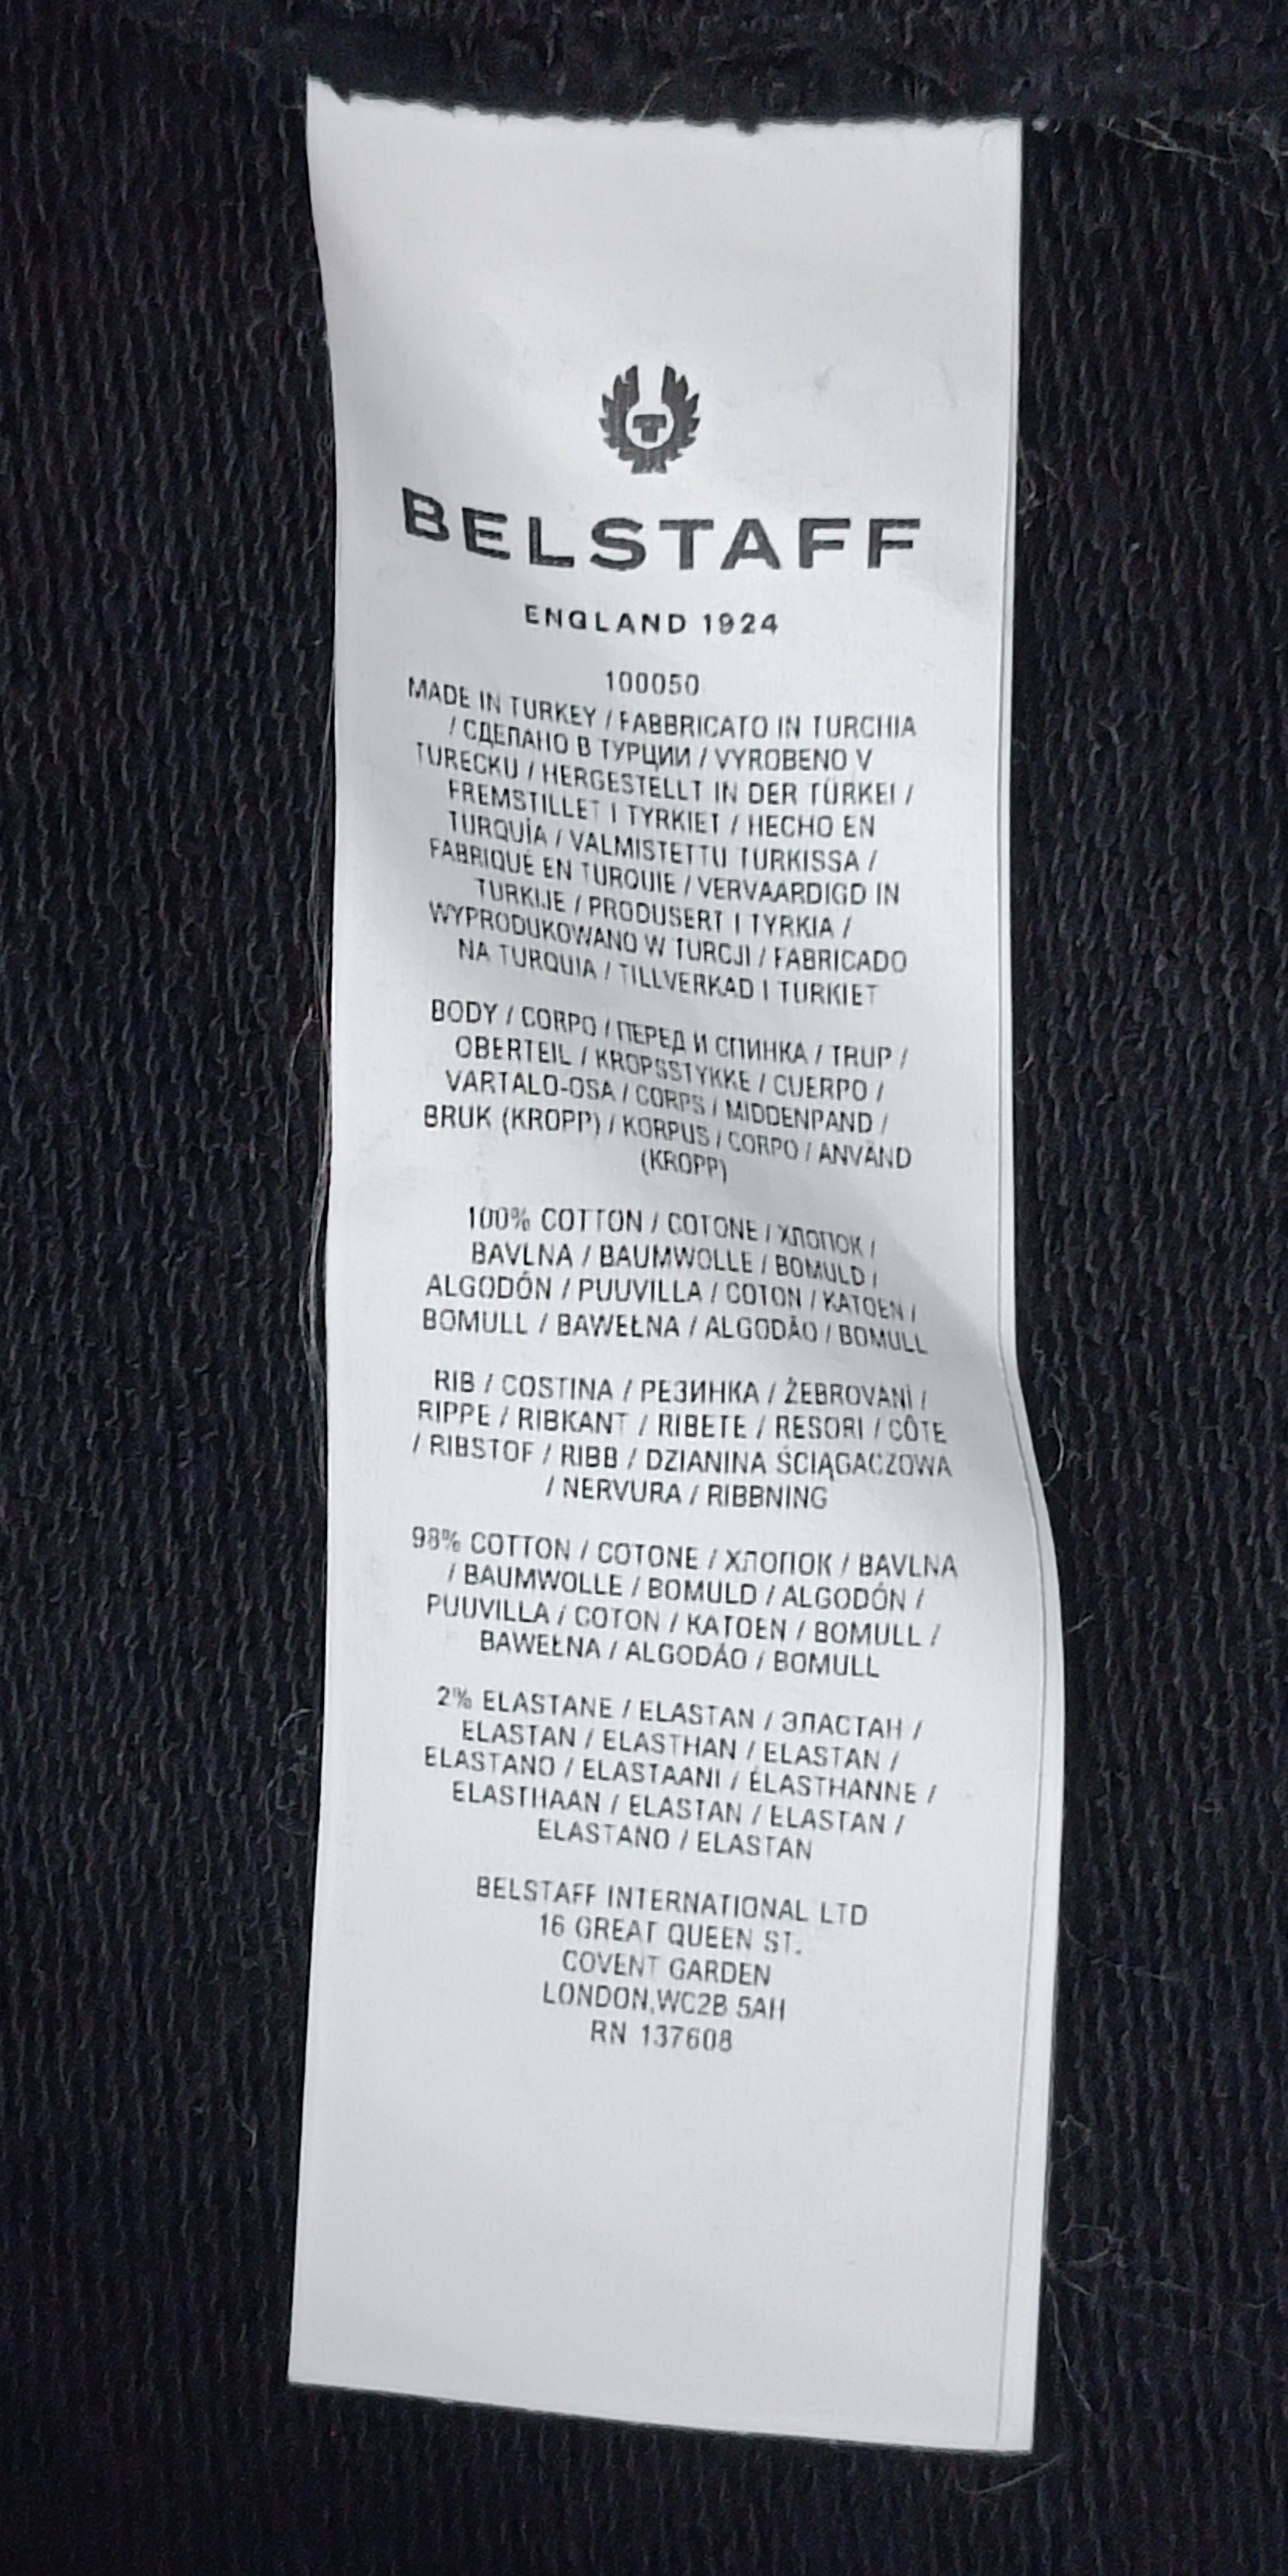 BELSTAFF
ENGLAND 1924
100050
MADE IN TURKEY / FABBRICATO IN TURCHIA
/ СДЕЛАНО В ТУРЦИИ / VYROBENO V
TURECKU / HERGESTELLT IN DER TÜRKEI /
FREMSTILLET I TYRKIET / HECHO EN
TURQUÍA / VALMISTETTU TURKISSA /
FABRIQUÉ EN TURQUIE / VERVAARDIGD IN
TURKIJE / PRODUSERT I TYRKIA /
WYPRODUKOWANO W TURCJI / FABRICADO
NA TURQUIA / TILLVERKAD I TURKIET
BODY / CORPO / ПЕРЕД И СПИНКА / TRUP /
OBERTEIL / KROPSSTYKKE / CUERPO /
VARTALO-OSA / CORPS / MIDDENPAND /
BRUK (KROPP) / KORPUS / CORPO / ANVÄND
(KROPP)
100% COTTON / COTONE / ХЛОПОК /
BAVLNA / BAUMWOLLE / BOMULD /
ALGODÓN / PUUVILLA / COTON / KATOEN /
BOMULL / BAWEŁNA / ALGODÃO / BOMULL
RIB / COSTINA / РЕЗИНКА / ŽEBROVANÍ /
RIPPE / RIBKANT / RIBETE / RESORI / CÔTE
/ RIBSTOF / RIBB / DZIANINA ŚCIĄGACZOWA
/ NERVURA / RIBBNING
98% COTTON / COTONE / ХЛОПОК / BAVLNA
/ BAUMWOLLE / BOMULD / ALGODÓN /
PUUVILLA / COTON / KATOEN / BOMULL /
BAWEŁNA / ALGODÃO / BOMULL
2% ELASTANE / ELASTAN / ЭЛАСТАН /
ELASTAN / ELASTHAN / ELASTAN /
ELASTANO / ELASTAANI / ÉLASTHANNE /
ELASTHAAN / ELASTAN / ELASTAN /
ELASTANO / ELASTAN
BELSTAFF INTERNATIONAL LTD
16 GREAT QUEEN ST.
COVENT GARDEN
LONDON,WC2B 5AH
RN 137608